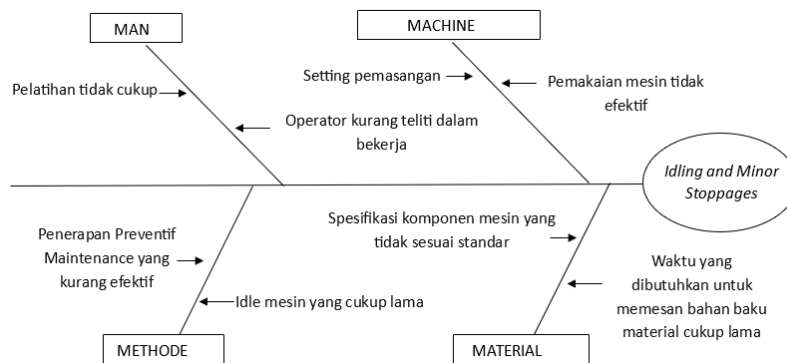 MAN
MACHINE
Pelatihan tidak cukup
Operator kurang teliti dalam
bekerja
Setting pemasangan
Pemakaian mesin tidak
efektif
Idling and Minor
Stoppages
Penerapan Preventif
Maintenance yang
kurang efektif
Idle mesin yang cukup lama
Spesifikasi komponen mesin yang
tidak sesuai standar
Waktu yang
dibutuhkan untuk
memesan bahan baku
material cukup lama
METHODE
MATERIAL